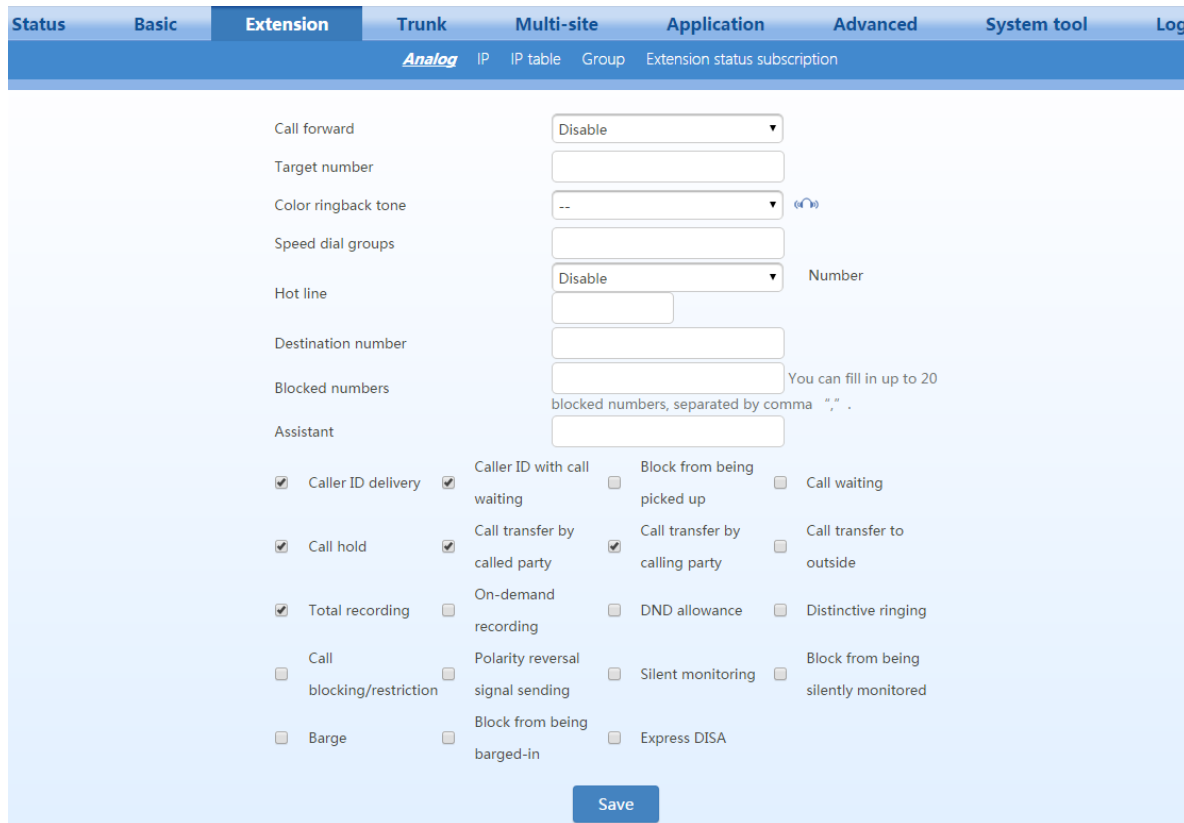 Status Basic Extension Trunk Multi-site Application Advanced System tool Log
Analog IP IP table Group Extension status subscription
Call forward Disable
Target number
Color ringback tone --
Speed dial groups
Disable Number
Hot line
Destination number
Blocked numbers You can fill in up to 20
blocked numbers, separated by comma "," .
Assistant
Caller ID delivery Caller ID with call waiting Block from being picked up Call waiting
Call hold Call transfer by called party Call transfer by calling party Call transfer to outside
Total recording On-demand recording DND allowance Distinctive ringing
Call blocking/restriction Polarity reversal signal sending Silent monitoring Block from being silently monitored
Barge Block from being barged-in Express DISA
Save